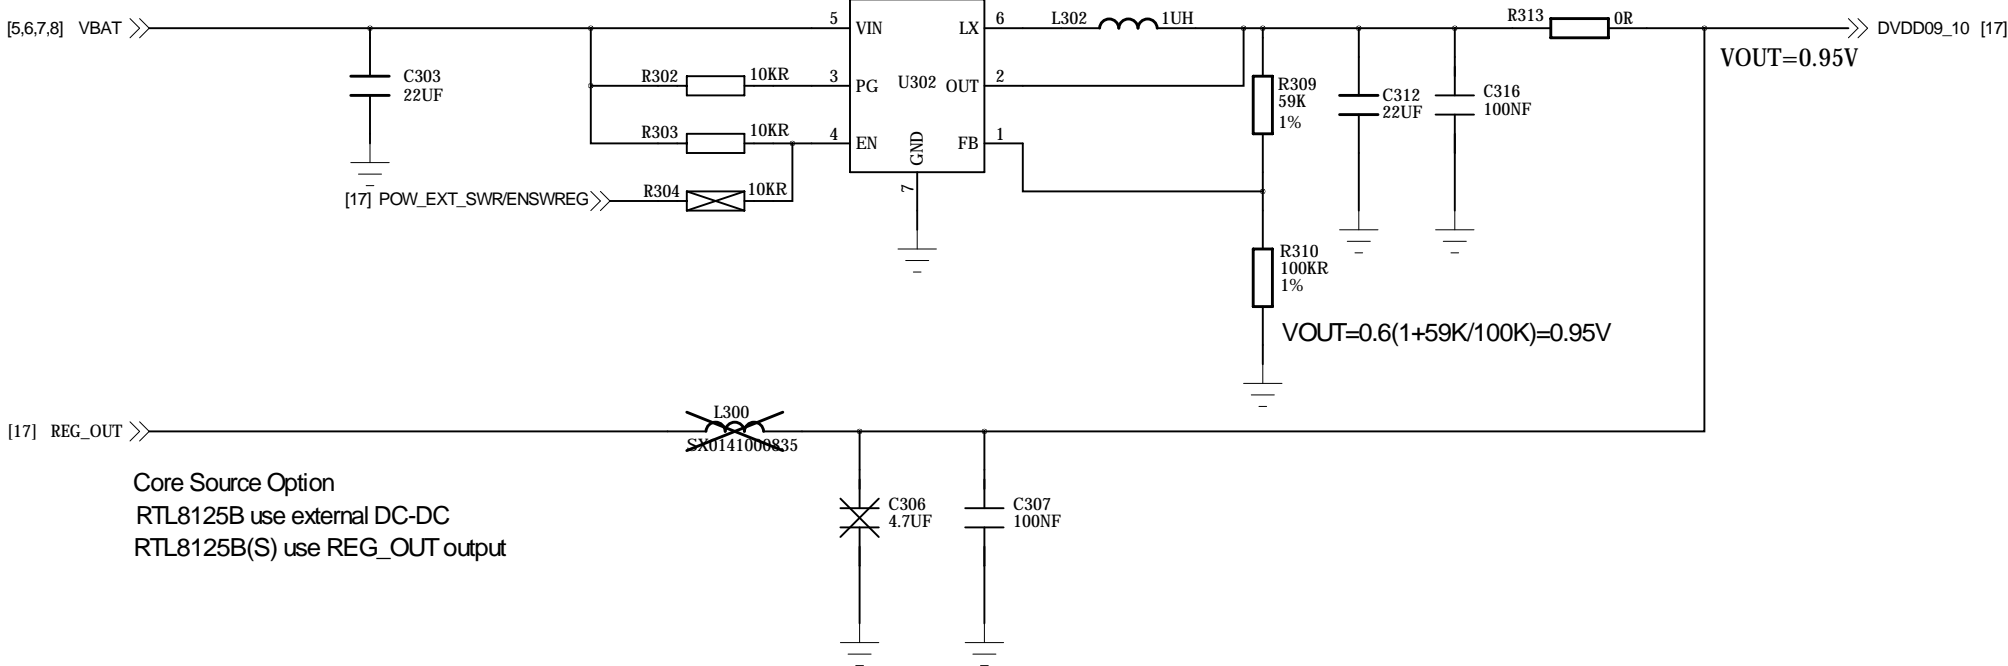 [5,6,7,8] VBAT
5
VIN
LX
6
L302
1UH
R313
0R
DVDD09_10 [17]
VOUT=0.95V
C303
22UF
R302
10KR
3
PG
U302
OUT
2
R309
59K
1%
C312
22UF
C316
100NF
R303
10KR
4
EN
GND
FB
1
7
[17] POW_EXT_SWR/ENSWREG
R304
10KR
R310
100KR
1%
VOUT=0.6(1+59K/100K)=0.95V
[17] REG_OUT
L300
SX0141000835
Core Source Option
RTL8125B use external DC-DC
RTL8125B(S) use REG_OUT output
C306
4.7UF
C307
100NF